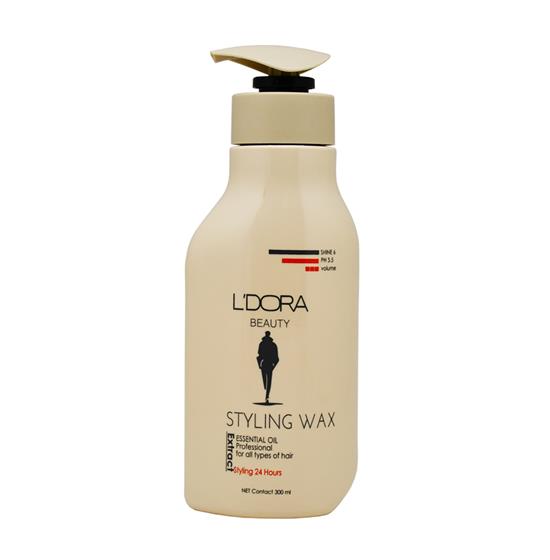 SHINE 6
PH 5.5
volume
L'DORA
BEAUTY
STYLING WAX
Extract
ESSENTIAL OIL
Professional
for all types of hair
Styling 24 Hours
NET Contact 300 ml